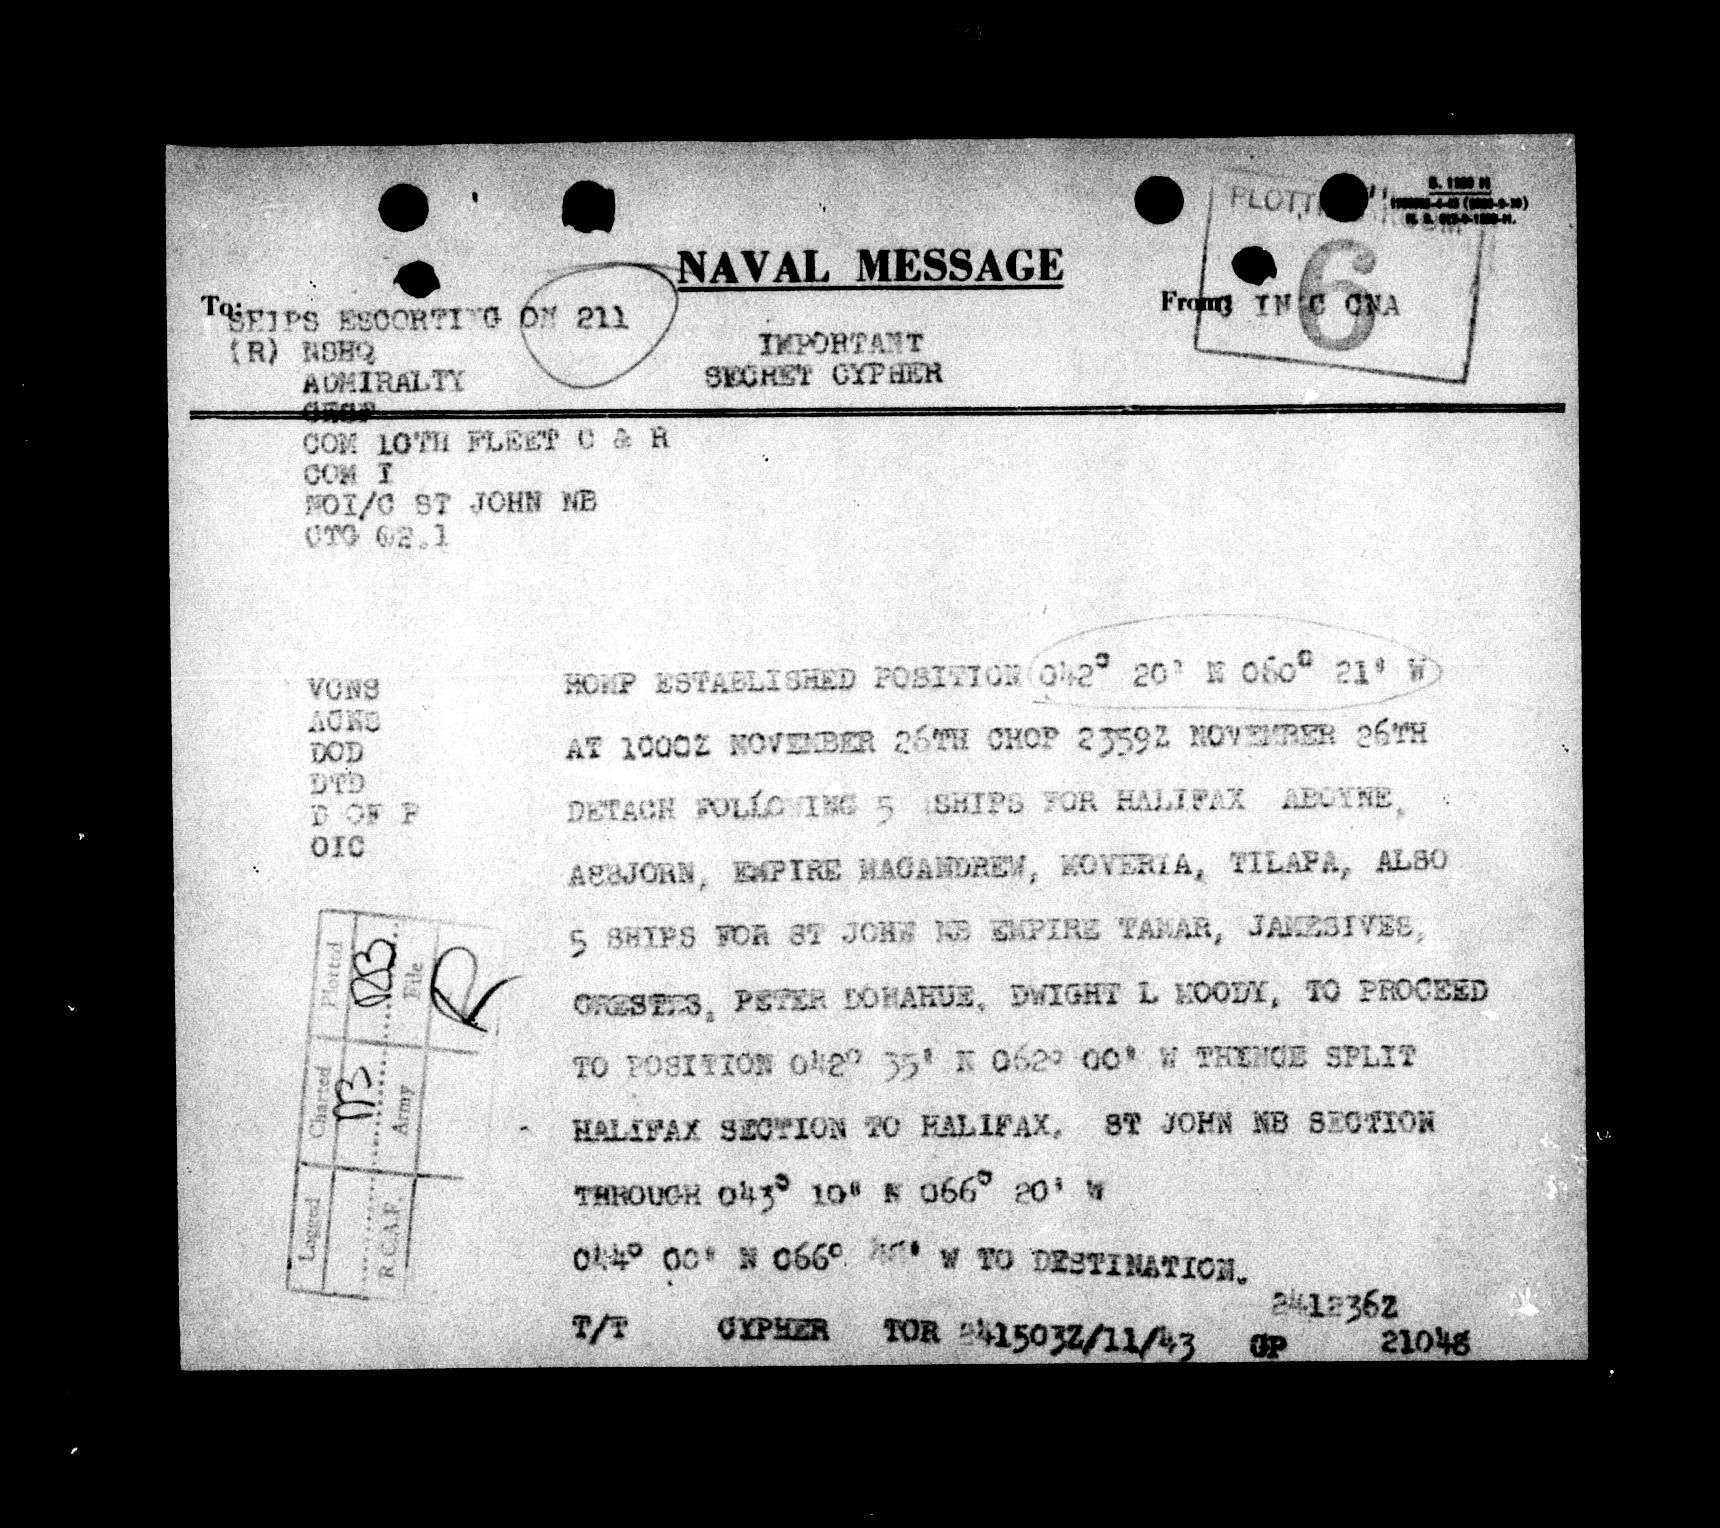 PLOTTING ROOM
6
NAVAL MESSAGE
To: From:
SHIPS ESCORTING ON 211 C IN C CNA
(R) NSHQ IMPORTANT
ADMIRALTY SECRET CYPHER
COM 10TH FLEET C & R
COM I
NOI/C ST JOHN NB
CTG 02.1
VCNS HOMP ESTABLISHED POSITION 042° 20' N 060° 21' W
ACNS
DOD AT 1000Z NOVEMBER 26TH CHOP 2359Z NOVEMBER 26TH
DTD
D OF P DETACH FOLLOWING 5 SHIPS FOR HALIFAX ABOYNE,
OIC
ASBJORN, EMPIRE MACANDREW, MOVERIA, TILAPA, ALSO
5 SHIPS FOR ST JOHN NB EMPIRE TAMAR, JAMESIVES,
ORESTES, PETER DONAHUE, DWIGHT L MOODY, TO PROCEED
TO POSITION 042° 35' N 062° 00' W THENCE SPLIT
HALIFAX SECTION TO HALIFAX. ST JOHN NB SECTION
THROUGH 043° 10' N 066° 20' W
044° 00' N 066° W TO DESTINATION.
241236Z
T/T CYPHER TOR 241503Z/11/43 GP 21048
Logged Charted Plotted
R.C.A.F. Army File